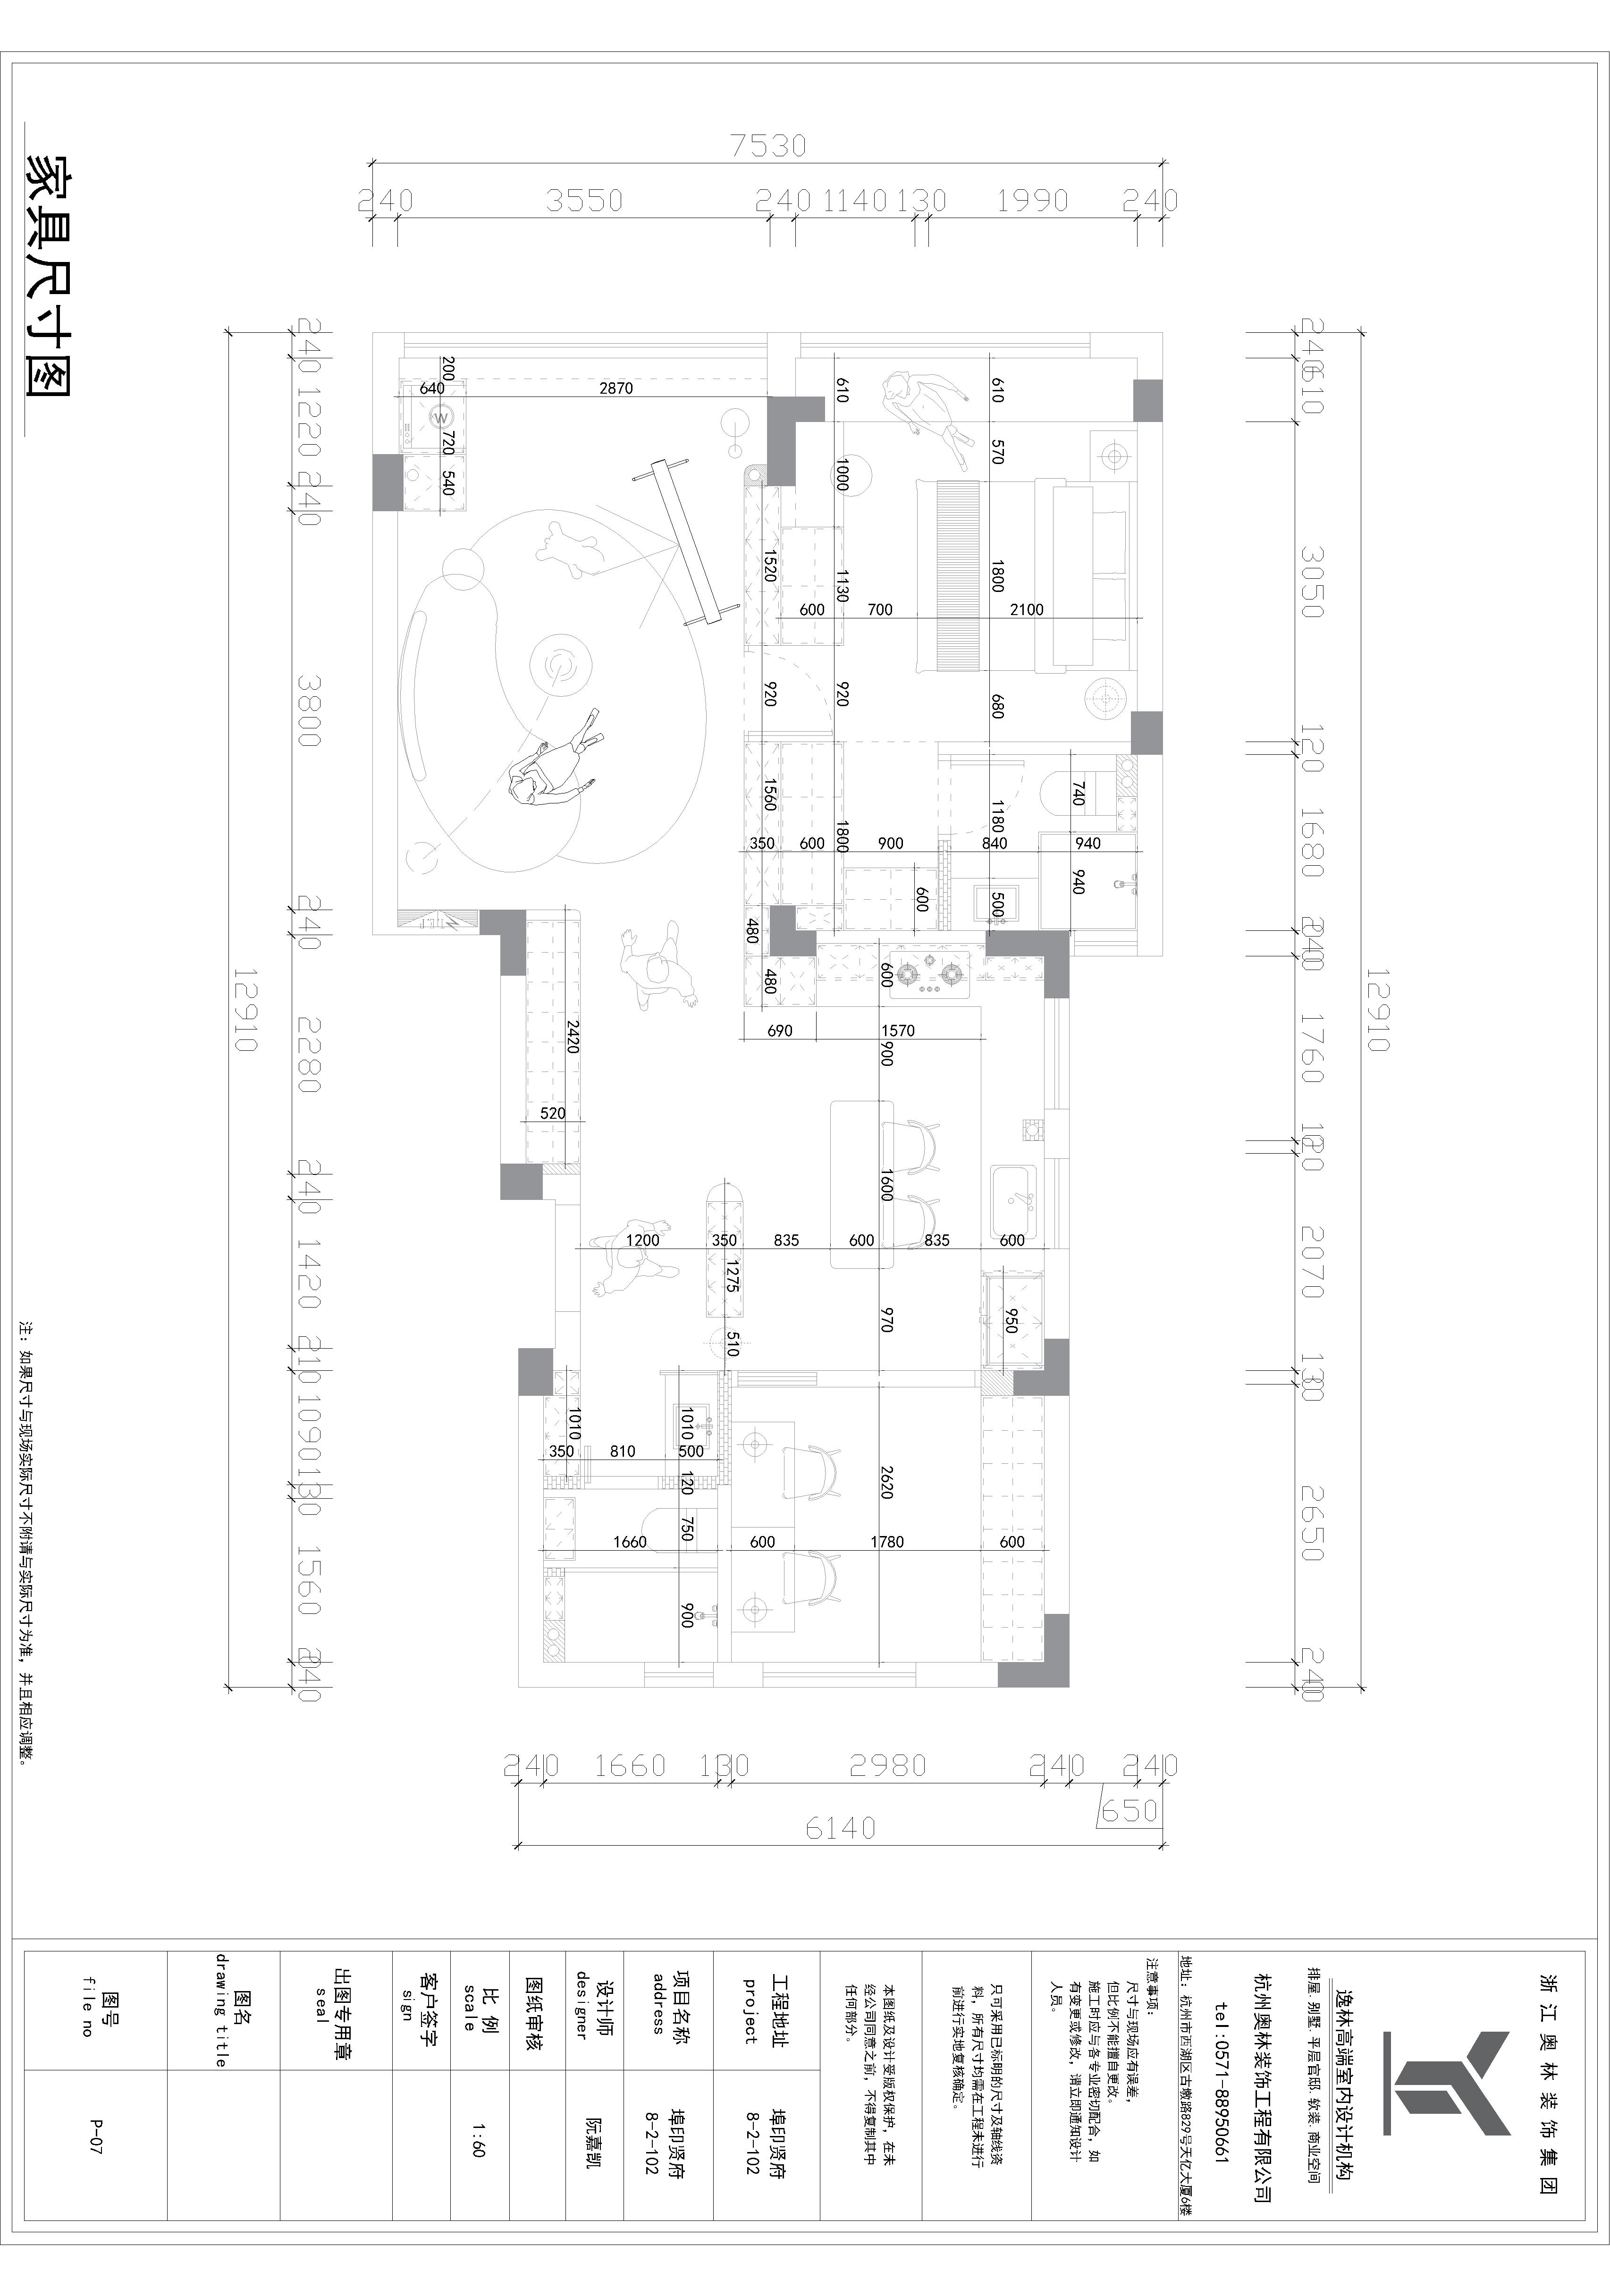 浙江奥林装饰集团
逸林高端室内设计机构
排屋.别墅.平层官邸.软装.商业空间
杭州奥林装饰工程有限公司
tel:0571-88950661
地址：杭州市西湖区古墩路829号天亿大厦6楼
注意事项：
尺寸与现场应有误差，
但比例不能擅自更改。
施工时应与各专业密切配合，如
有变更或修改，请立即通知设计
人员。
只可采用已标明的尺寸及轴线资
料，所有尺寸均需在工程未进行
前进行实地复核确定。
本图纸及设计受版权保护，在未
经公司同意之前，不得复制其中
任何部分。
工程地址 埠印贤府
project 8-2-102
项目名称 埠印贤府
address 8-2-102
设计师 阮嘉凯
designer
图纸审核
比 例 1:60
scale
客户签字
sign
出图专用章
seal
图名
drawing title
图号 P-07
file no
12910
240 610 3050 120 1680 240 1760 120 2070 130 2650 240
7530
240 1990 130 1140 240 3550 240
240 650 240 2980 130 1660 240
6140
740 940 940
2100
610 570 1800 680 1180 840 500
600 950 600
600
835
1570
700 900
600 900 1600 970 2620 1780
600
610 1000 1130 920 1800
600 600
690 835 600
1520 920 1560 350 480 480
350 1275 510
1010 500 120 750 900
2870
1200 810 1660
2420 520 1010 350
200 640 W 720 540
240 1220 240 3800 240 2280 240 1420 210 1090 130 1560 240
12910
家具尺寸图
注：如果尺寸与现场实际尺寸不附请与实际尺寸为准，并且相应调整。